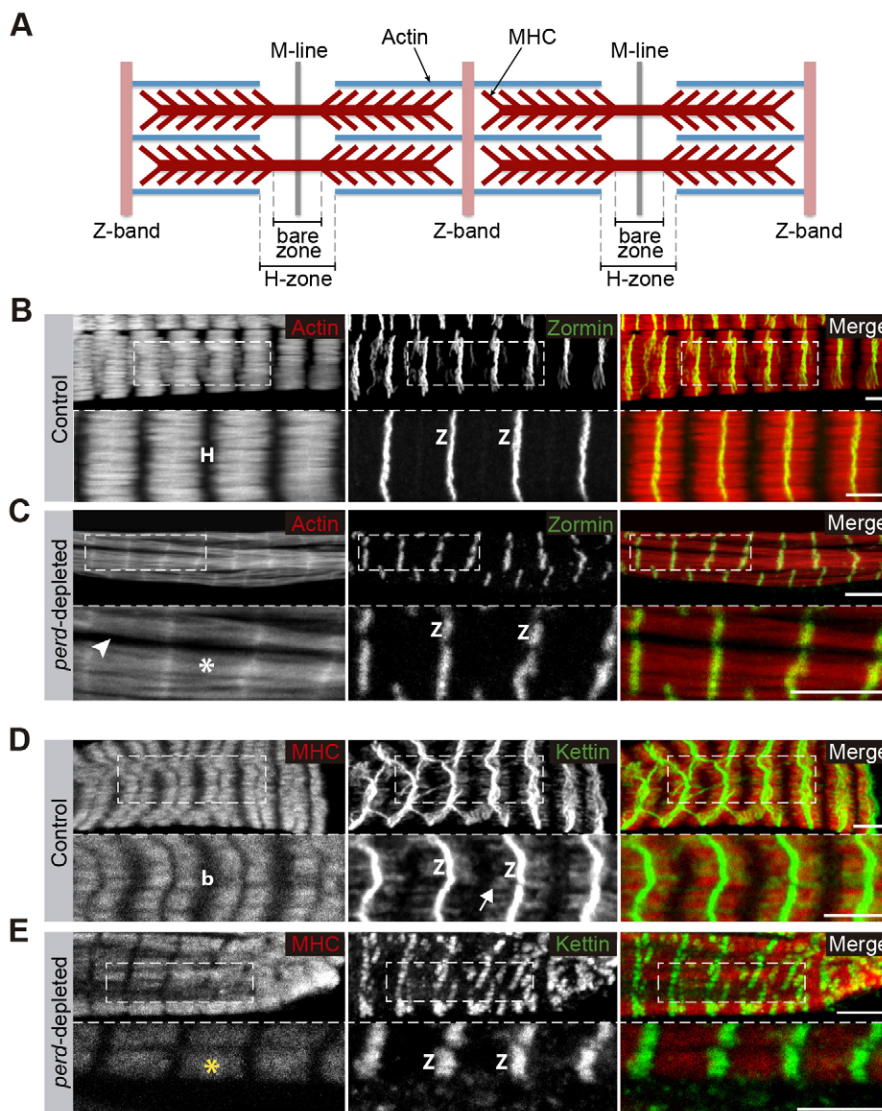 A
Actin
MHC
M-line
M-line
Z-band
bare zone
Z-band
bare zone
Z-band
H-zone
H-zone
B
Control
Actin
Zormin
Merge
H
Z
Z
C
perd-depleted
Actin
Zormin
Merge
*
Z
Z
D
Control
MHC
Kettin
Merge
b
Z
Z
E
perd-depleted
MHC
Kettin
Merge
*
Z
Z